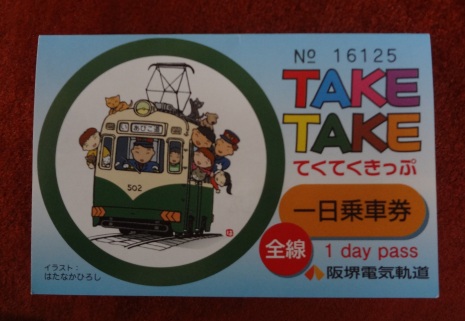 No 16125
TAKE
TAKE
てくてくきっぷ
一日乗車券
全線 1 day pass
阪堺電気軌道
502
イラスト:
はたなかひろし